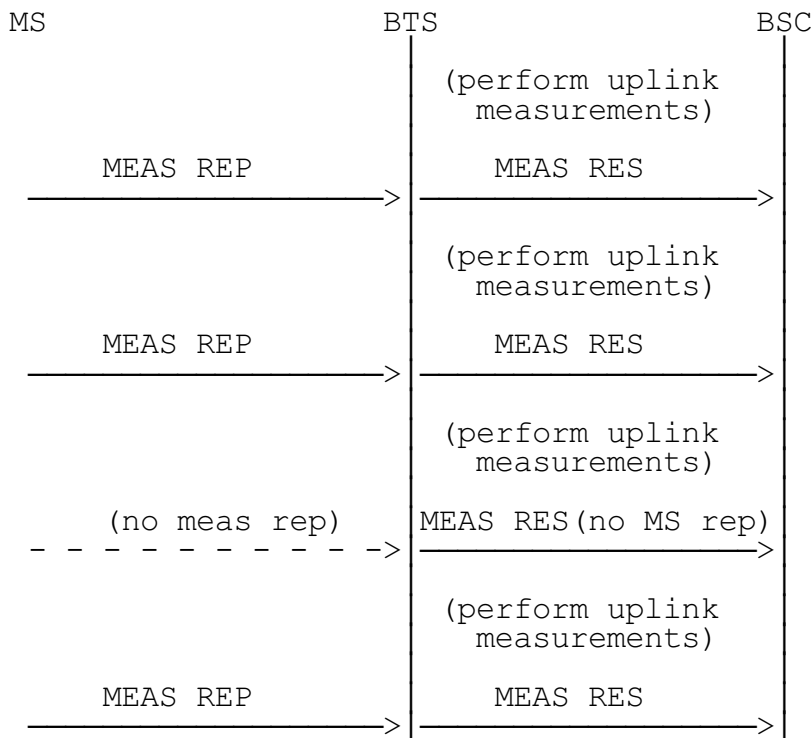 MS BTS BSC
(perform uplink
measurements)
MEAS REP MEAS RES
(perform uplink
measurements)
MEAS REP MEAS RES
(perform uplink
measurements)
(no meas rep) MEAS RES(no MS rep)
(perform uplink
measurements)
MEAS REP MEAS RES